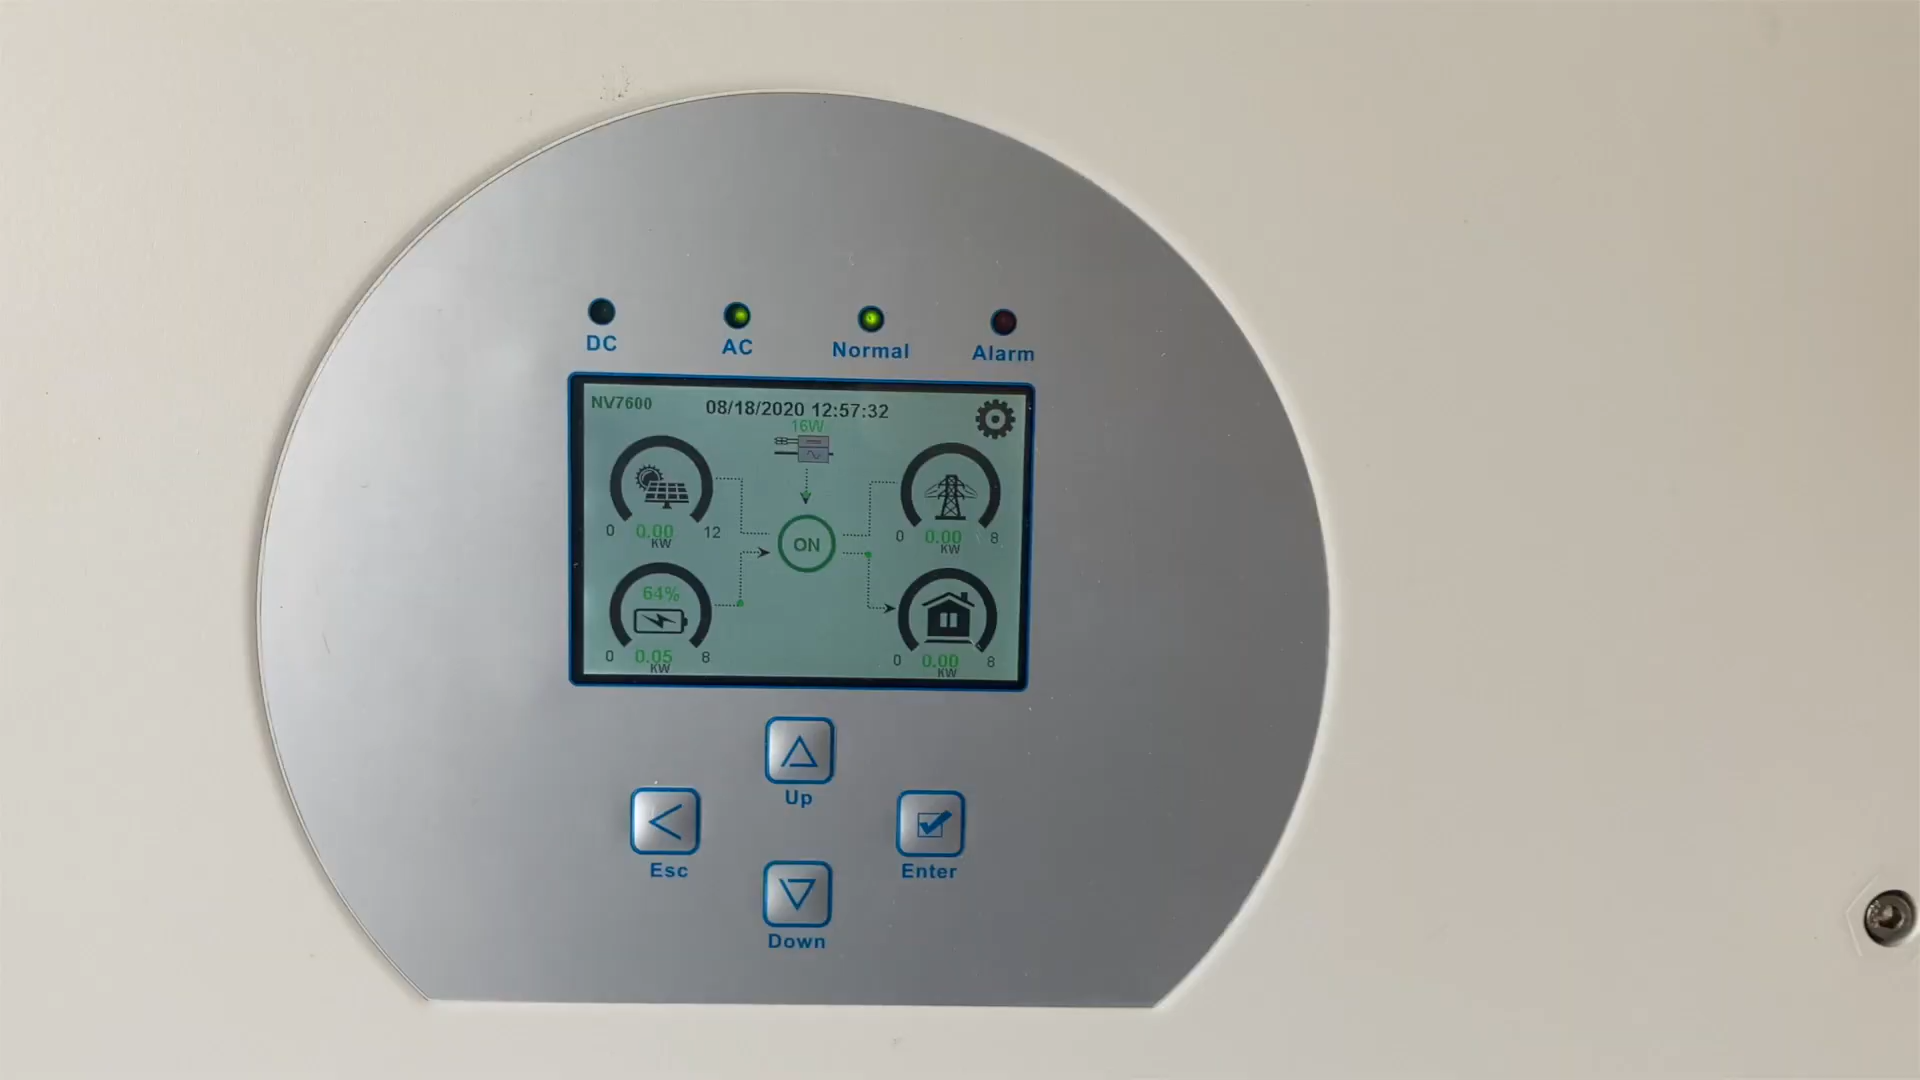 DC AC Normal Alarm
NV7600 08/18/2020 12:57:32
16W
0 0.00 12
KW
0 0.00 8
KW
ON
64%
0 0.05 8
KW
0 0.00 8
KW
Up
Esc
Enter
Down